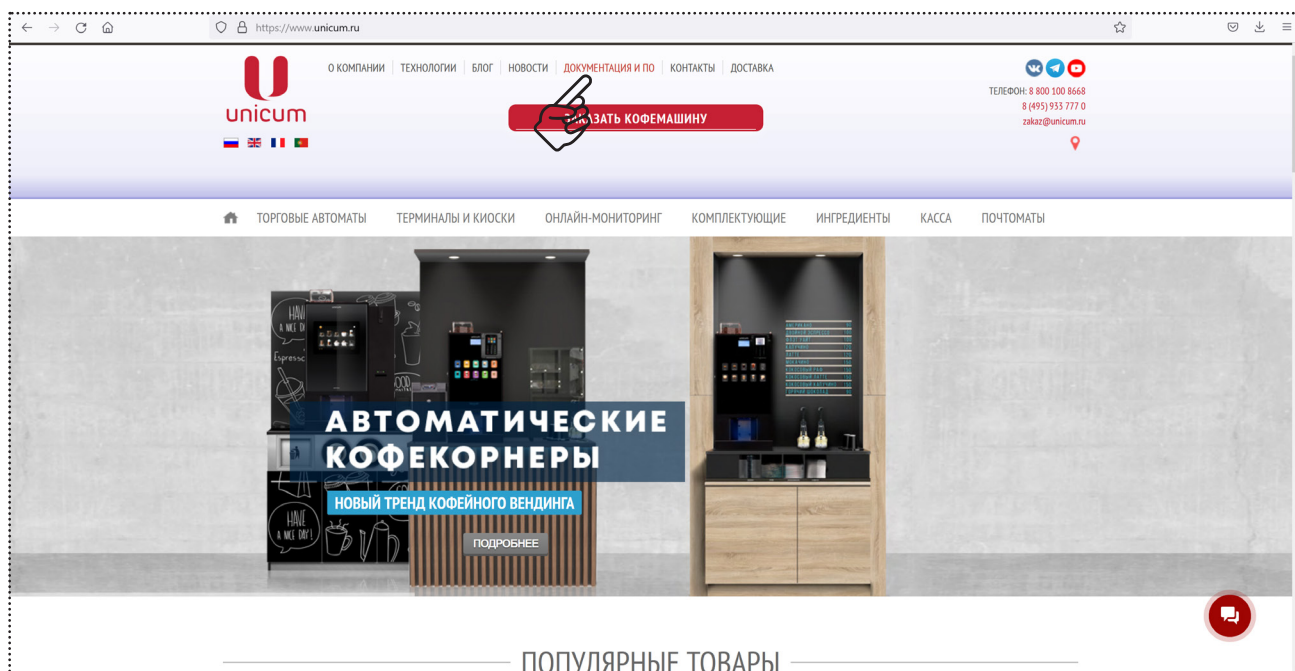 https://www.unicum.ru
О КОМПАНИИ
ТЕХНОЛОГИИ
БЛОГ
НОВОСТИ
ДОКУМЕНТАЦИЯ И ПО
КОНТАКТЫ
ДОСТАВКА
unicum
ЗАКАЗАТЬ КОФЕМАШИНУ
ТЕЛЕФОН: 8 800 100 8668
8 (495) 933 777 0
zakaz@unicum.ru
ТОРГОВЫЕ АВТОМАТЫ
ТЕРМИНАЛЫ И КИОСКИ
ОНЛАЙН-МОНИТОРИНГ
КОМПЛЕКТУЮЩИЕ
ИНГРЕДИЕНТЫ
КАССА
ПОЧТОМАТЫ
HAVE
A NICE
Espresso
АВТОМАТИЧЕСКИЕ
КОФЕКОРНЕРЫ
НОВЫЙ ТРЕНД КОФЕЙНОГО ВЕНДИНГА
HAVE
A NICE DAY!
ПОДРОБНЕЕ
ПОПУЛЯРНЫЕ ТОВАРЫ